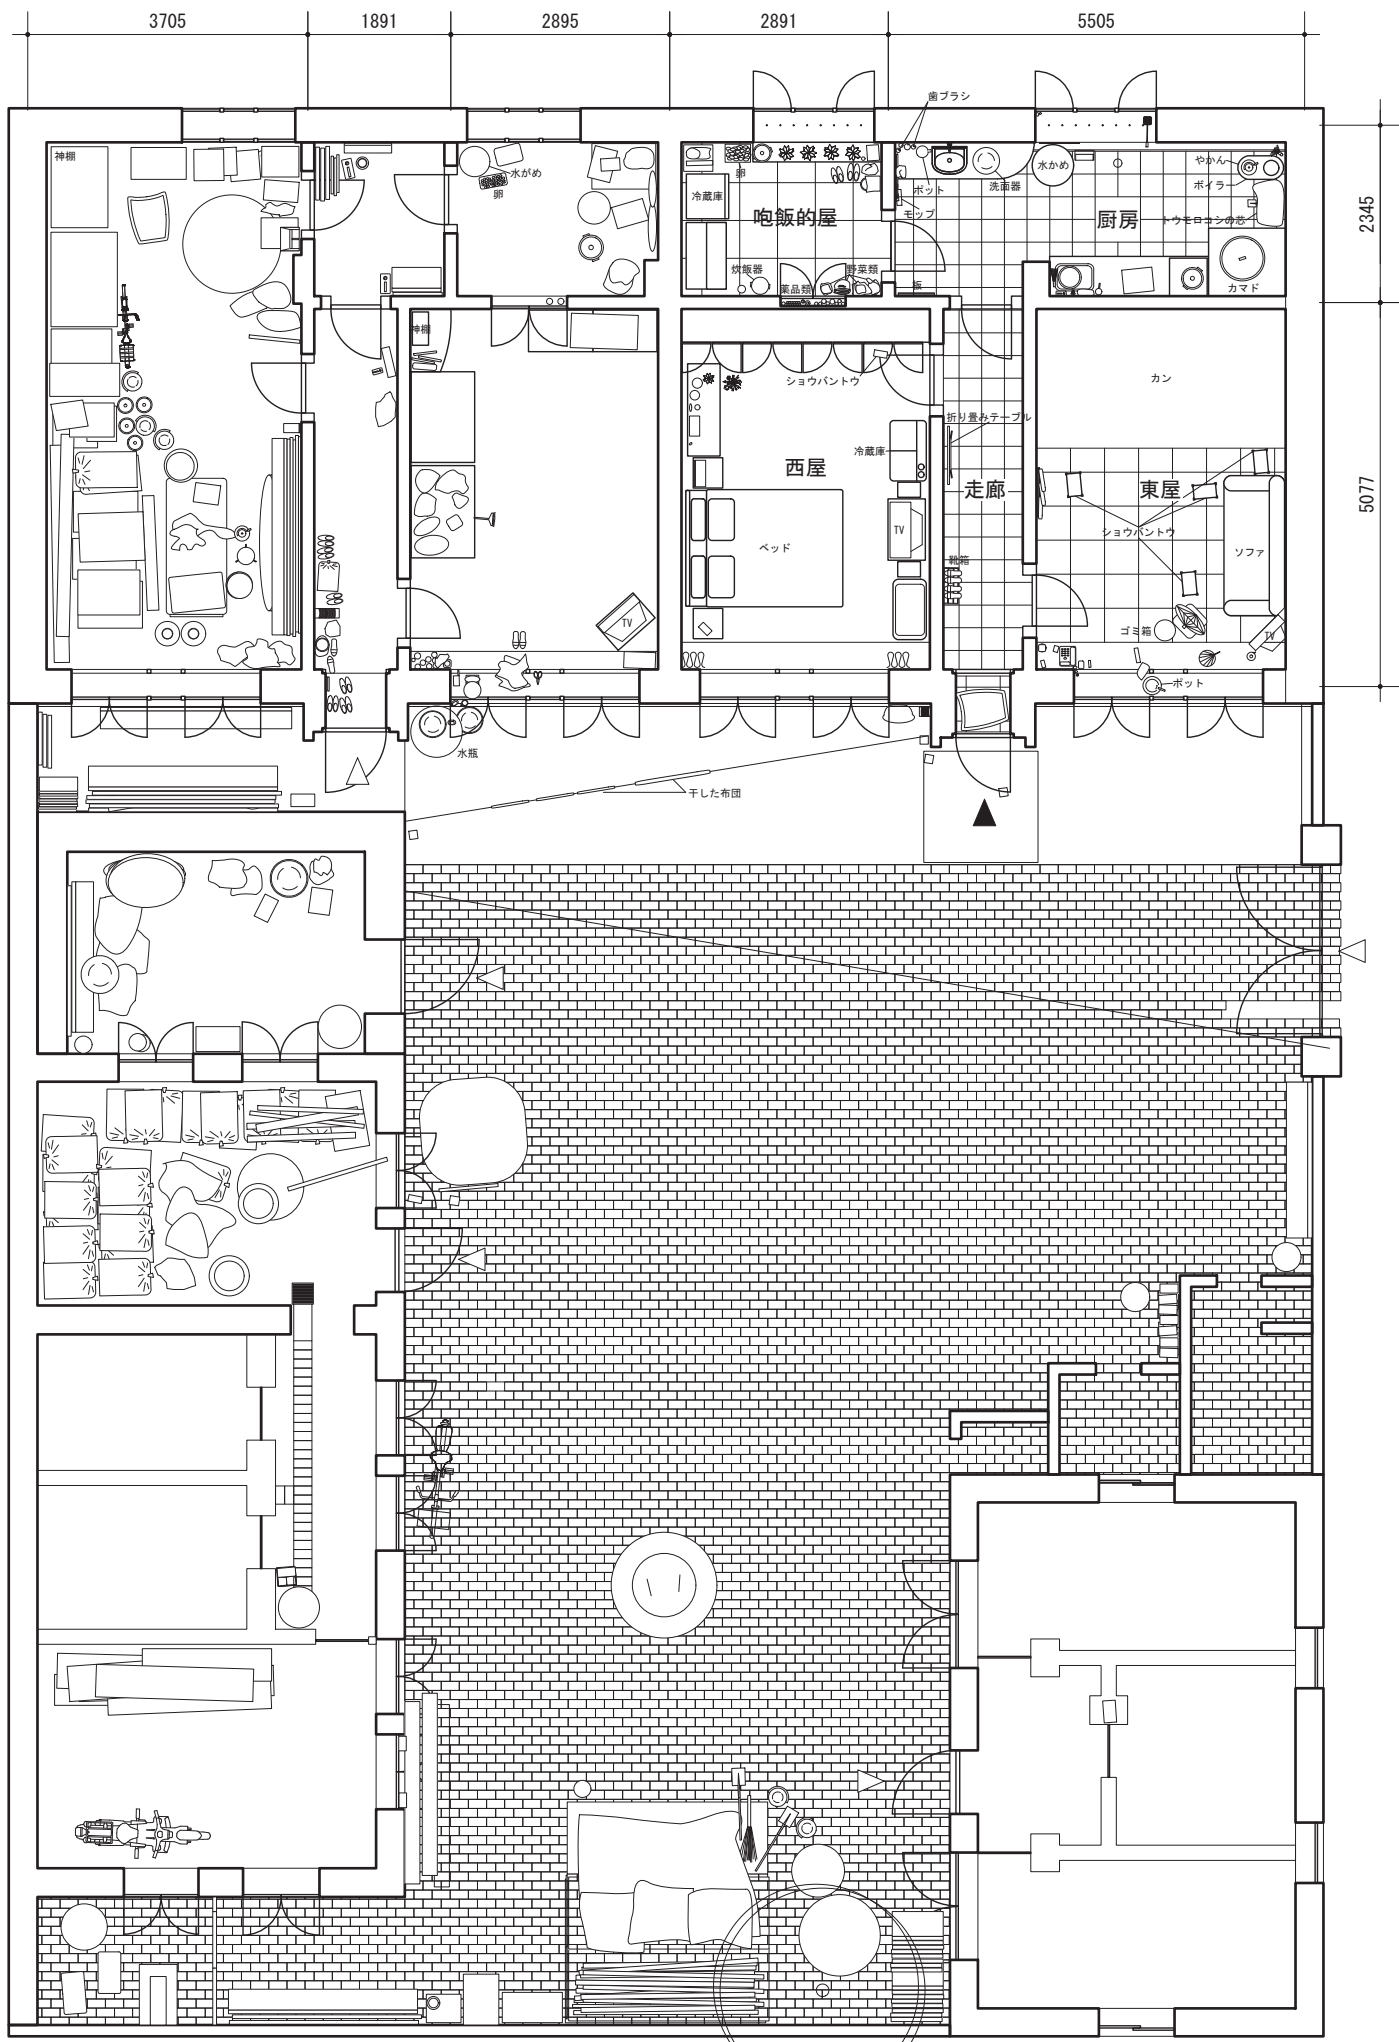 3705
1891
2895
2891
5505
2345
5077
神棚
水がめ
卵
歯ブラシ
冷蔵庫
卵
咆飯的屋
炊飯器
薬品類
野菜類
ポット
モップ
洗面器
水かめ
厨房
やかん
ボイラー
トウモロコシの芯
カマド
板
神棚
TV
ショウバントウ
西屋
冷蔵庫
ベッド
TV
折り畳みテーブル
走廊
靴箱
カン
東屋
ショウバントウ
ソファ
ゴミ箱
TV
ポット
水瓶
干した布団